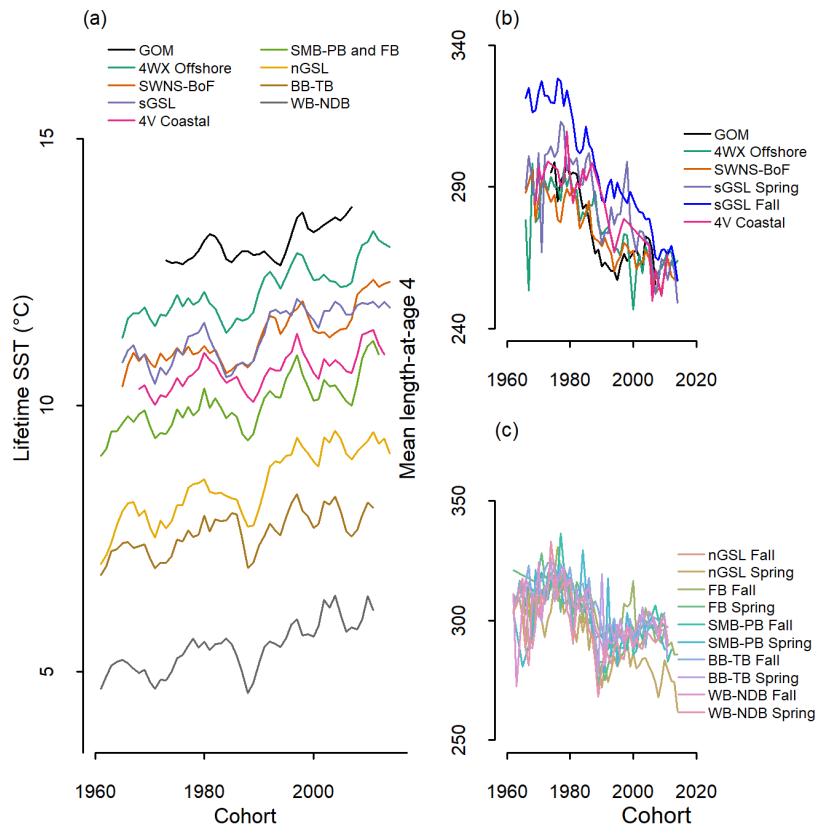 (a)
GOM
4WX Offshore
SWNS-BoF
sGSL
4V Coastal
SMB-PB and FB
nGSL
BB-TB
WB-NDB
Lifetime SST (°C)
15
10
5
1960
1980
2000
Cohort
Mean length-at-age 4
(b)
340
290
240
GOM
4WX Offshore
SWNS-BoF
sGSL Spring
sGSL Fall
4V Coastal
1960
1980
2000
2020
(c)
350
300
250
nGSL Fall
nGSL Spring
FB Fall
FB Spring
SMB-PB Fall
SMB-PB Spring
BB-TB Fall
BB-TB Spring
WB-NDB Fall
WB-NDB Spring
1960
1980
2000
2020
Cohort